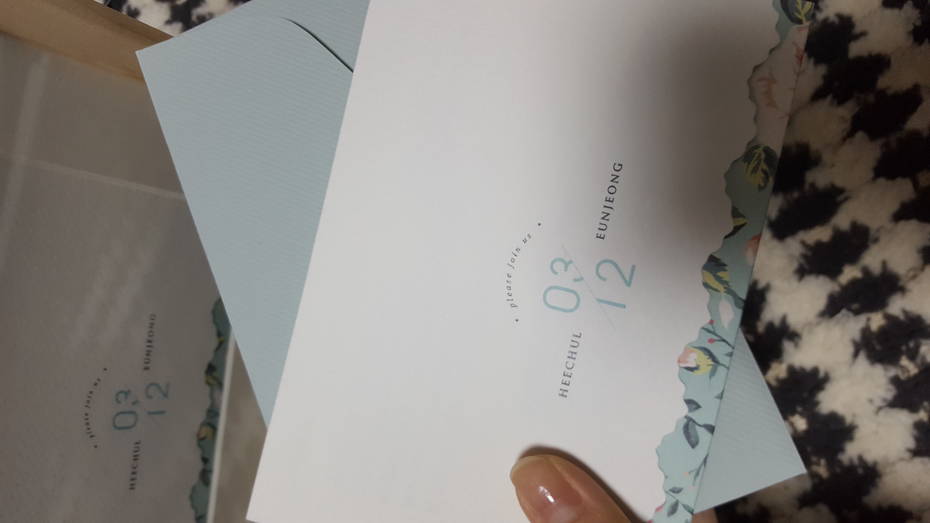 please join us
HEECHUL
03
12
EUNJEONG
please join us
HEECHUL
03
12
EUNJEONG